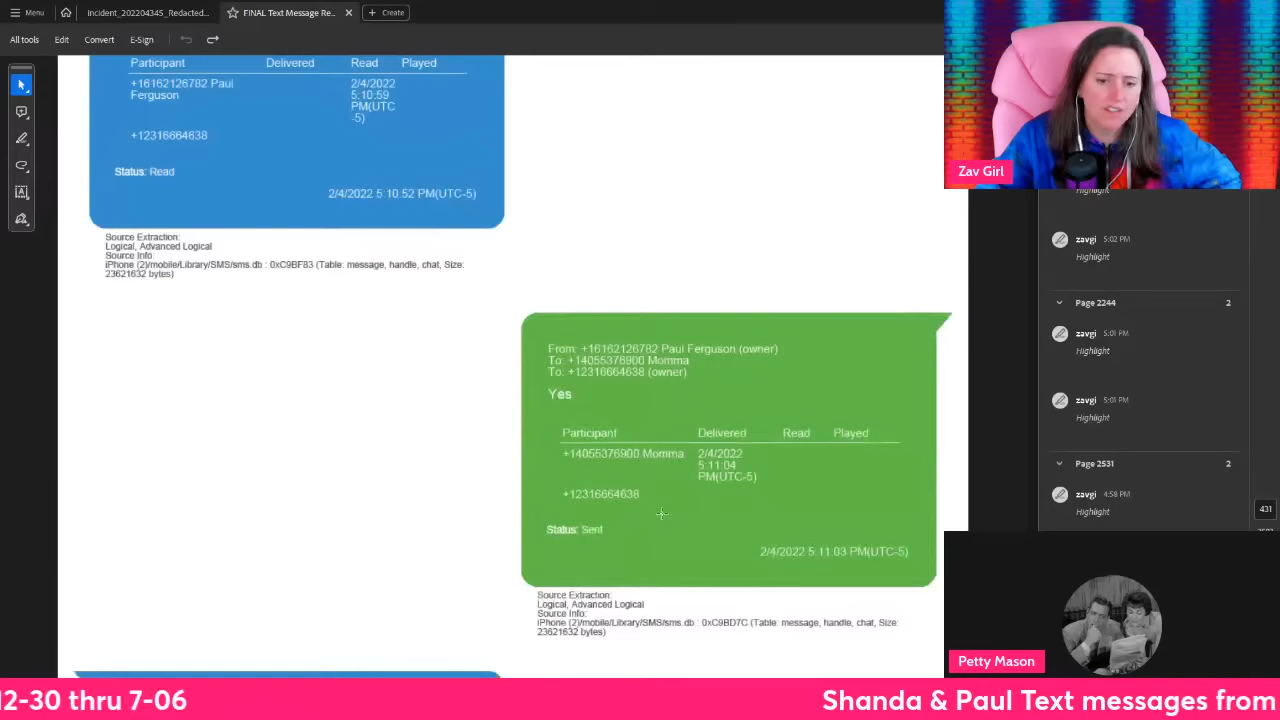 Menu
Incident_202204345_Redacted...
FINAL Text Message Re...
Create
All tools
Edit
Convert
E-Sign
Participant Delivered Read Played
+16162126782 Paul Ferguson
2/4/2022
5:10:59
PM(UTC
-5)
+12316664638
Status: Read
2/4/2022 5:10:52 PM(UTC-5)
Source Extraction:
Logical, Advanced Logical
Source Info:
iPhone (2)/mobile/Library/SMS/sms.db : 0xC9BF83 (Table: message, handle, chat, Size:
23621632 bytes)
From: +16162126782 Paul Ferguson (owner)
To: +14055376900 Momma
To: +12316664638 (owner)
Yes
Participant Delivered Read Played
+14055376900 Momma
2/4/2022
5:11:04
PM(UTC-5)
+12316664638
Status: Sent
2/4/2022 5:11:03 PM(UTC-5)
Source Extraction:
Logical, Advanced Logical
Source Info:
iPhone (2)/mobile/Library/SMS/sms.db : 0xC9BD7C (Table: message, handle, chat, Size:
23621632 bytes)
Zav Girl
Highlight
zavgi 5:02 PM
Highlight
Page 2244 2
zavgi 5:01 PM
Highlight
zavgi 5:01 PM
Highlight
Page 2531 2
zavgi 4:58 PM
Highlight
431
Petty Mason
12-30 thru 7-06
Shanda & Paul Text messages from